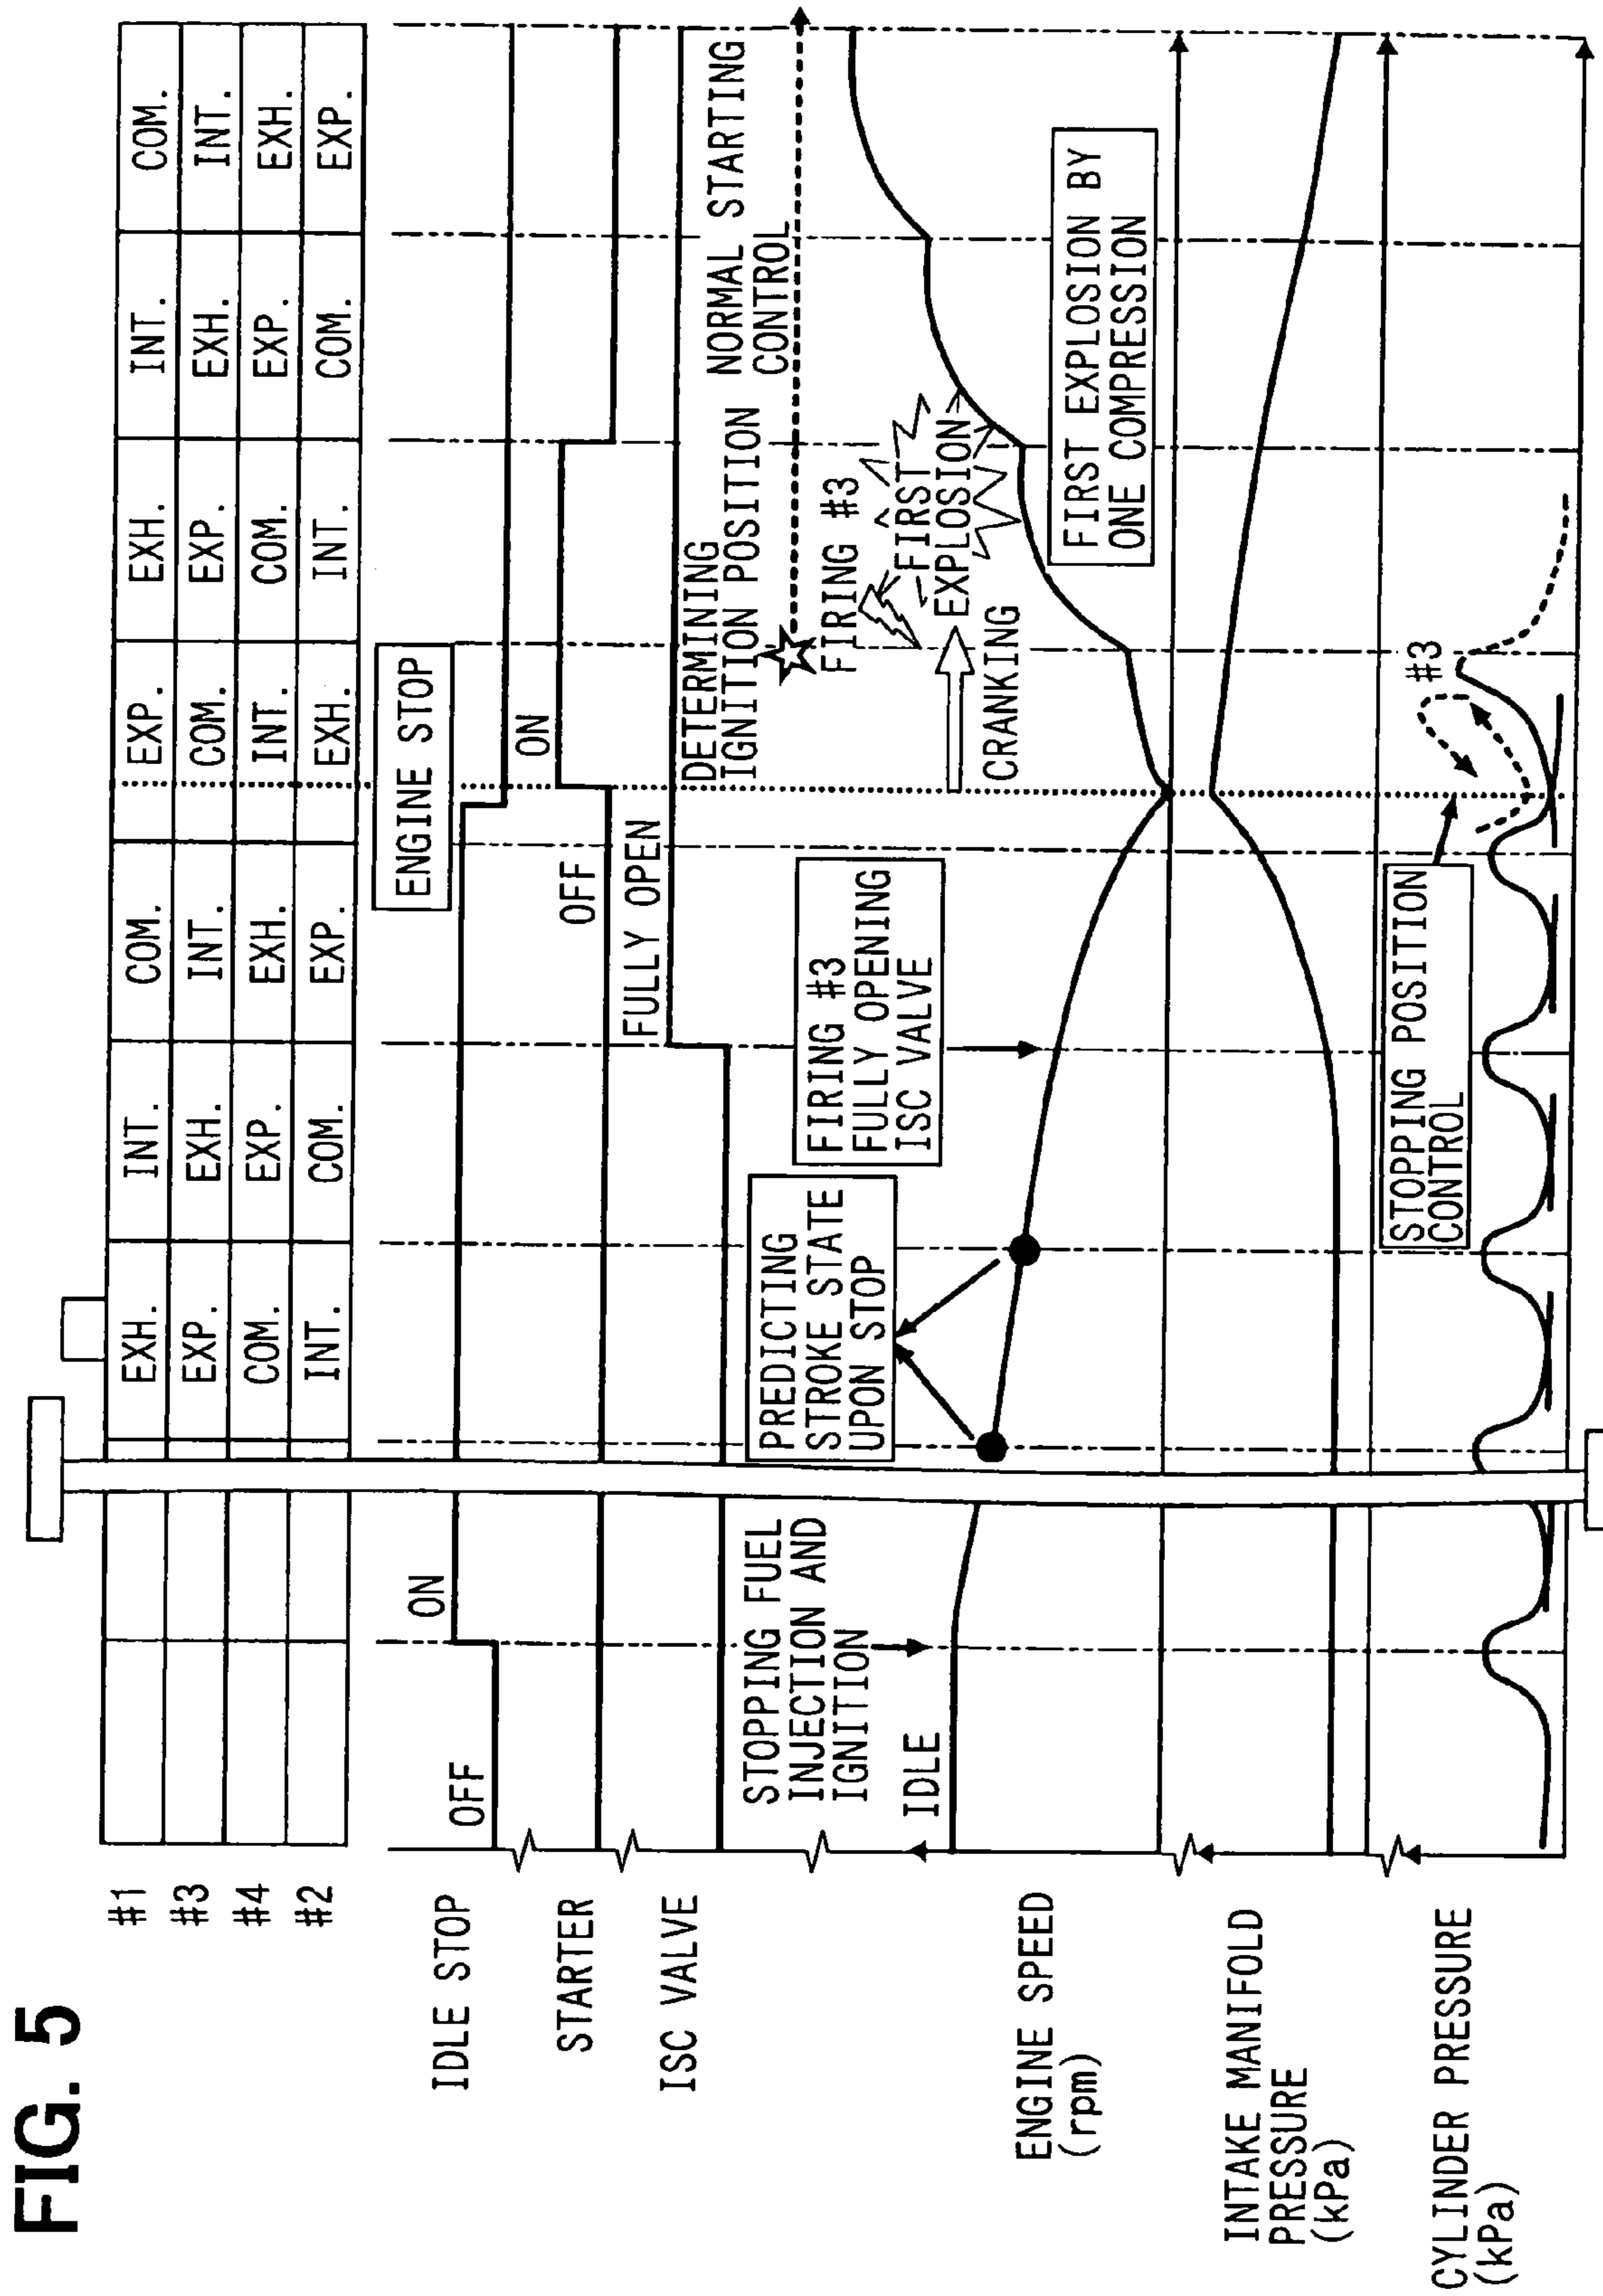 FIG. 5
#1 EXH. INT. COM. EXP. EXH. INT. COM.
#3 EXP. EXH. INT. COM. EXP. EXH. INT.
#4 COM. EXP. EXH. INT. COM. EXP. EXH.
#2 INT. COM. EXP. EXH. INT. COM. EXP.
ENGINE STOP
IDLE STOP
OFF
ON
STARTER
OFF
ON
ISC VALVE
FULLY OPEN
STOPPING FUEL
INJECTION AND
IGNITION
PREDICTING
STROKE STATE
UPON STOP
FIRING #3
FULLY OPENING
ISC VALVE
DETERMINING
IGNITION POSITION
NORMAL STARTING
CONTROL
FIRING #3
FIRST
EXPLOSION
CRANKING
IDLE
ENGINE SPEED
(rpm)
FIRST EXPLOSION BY
ONE COMPRESSION
INTAKE MANIFOLD
PRESSURE
(kPa)
STOPPING POSITION
CONTROL
#3
CYLINDER PRESSURE
(kPa)